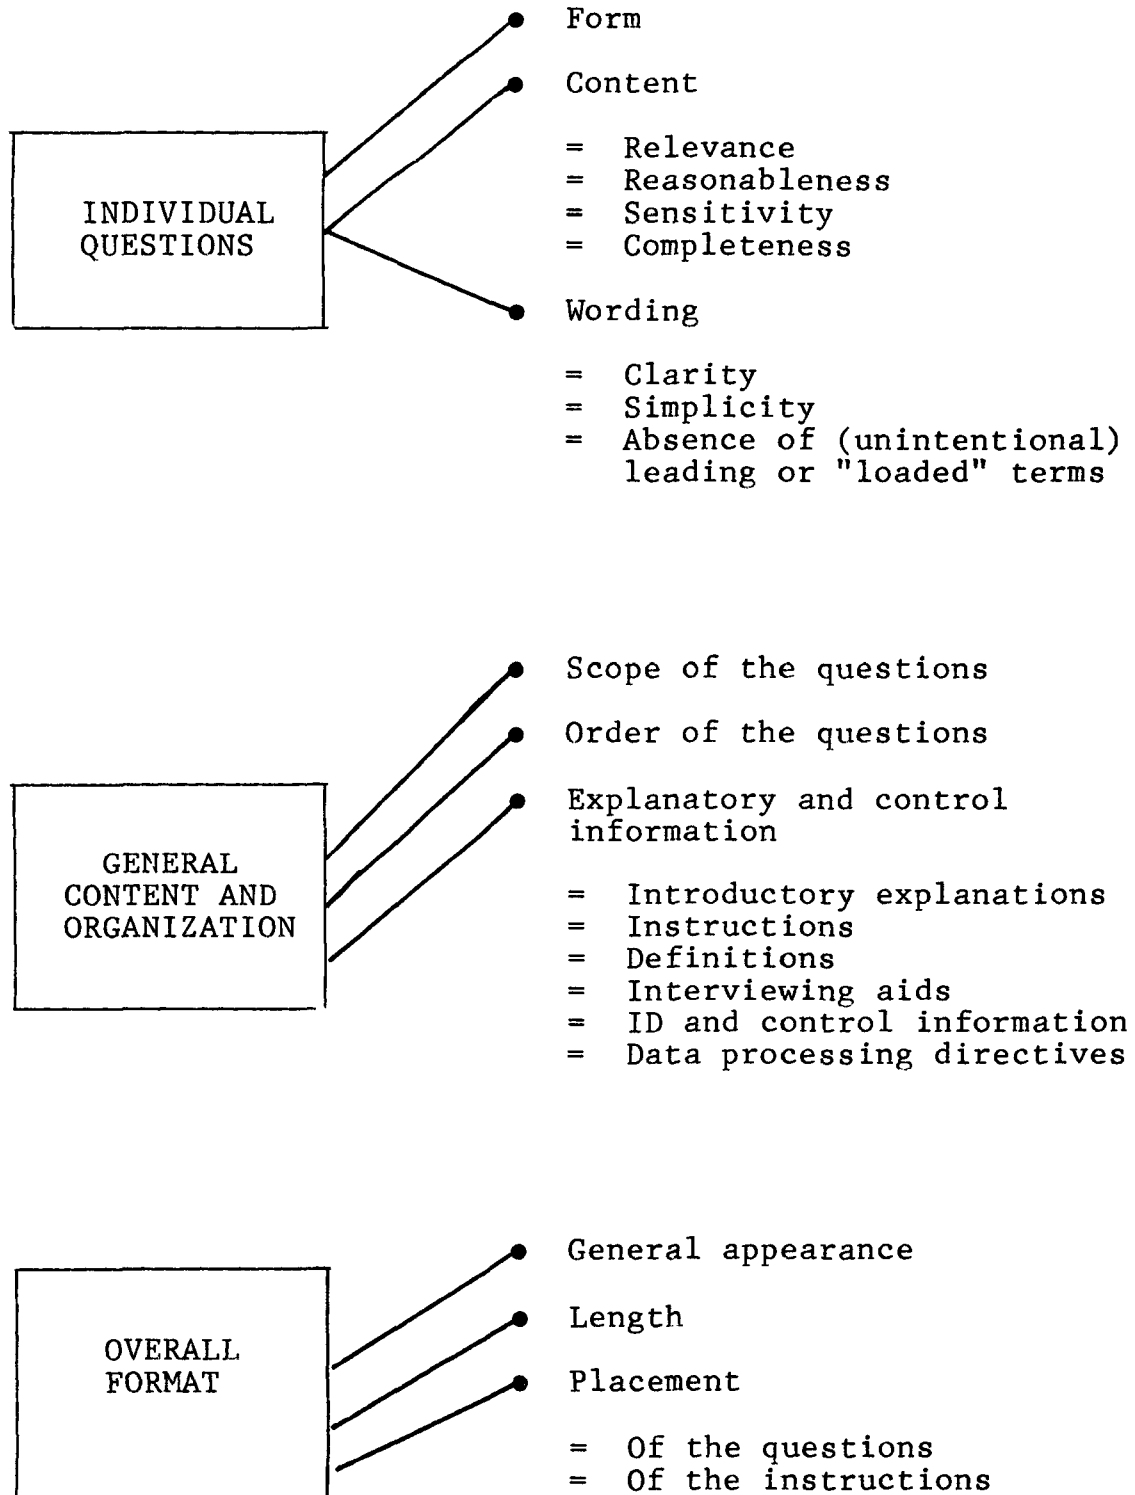 Form
Content
= Relevance
= Reasonableness
= Sensitivity
= Completeness
INDIVIDUAL
QUESTIONS
Wording
= Clarity
= Simplicity
= Absence of (unintentional)
leading or "loaded" terms
Scope of the questions
Order of the questions
Explanatory and control
information
GENERAL
CONTENT AND
ORGANIZATION
= Introductory explanations
= Instructions
= Definitions
= Interviewing aids
= ID and control information
= Data processing directives
General appearance
Length
OVERALL
FORMAT
Placement
= Of the questions
= Of the instructions